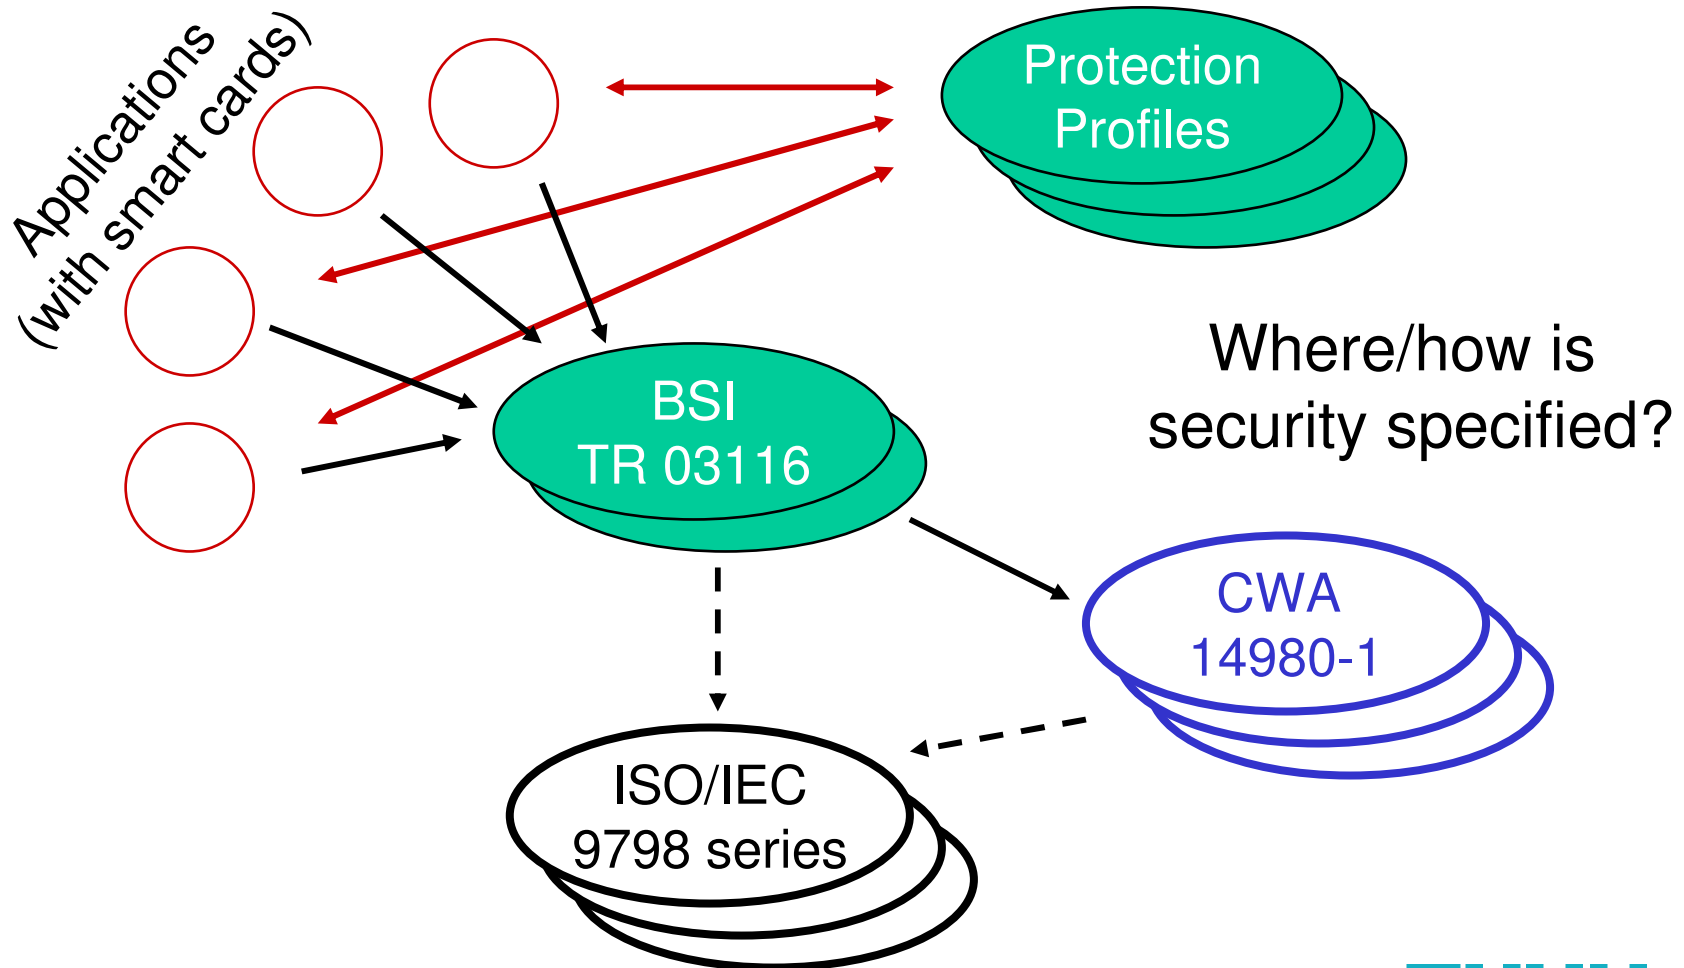 Applications
(with smart cards)
Protection
Profiles
BSI
TR 03116
Where/how is
security specified?
CWA
14980-1
ISO/IEC
9798 series